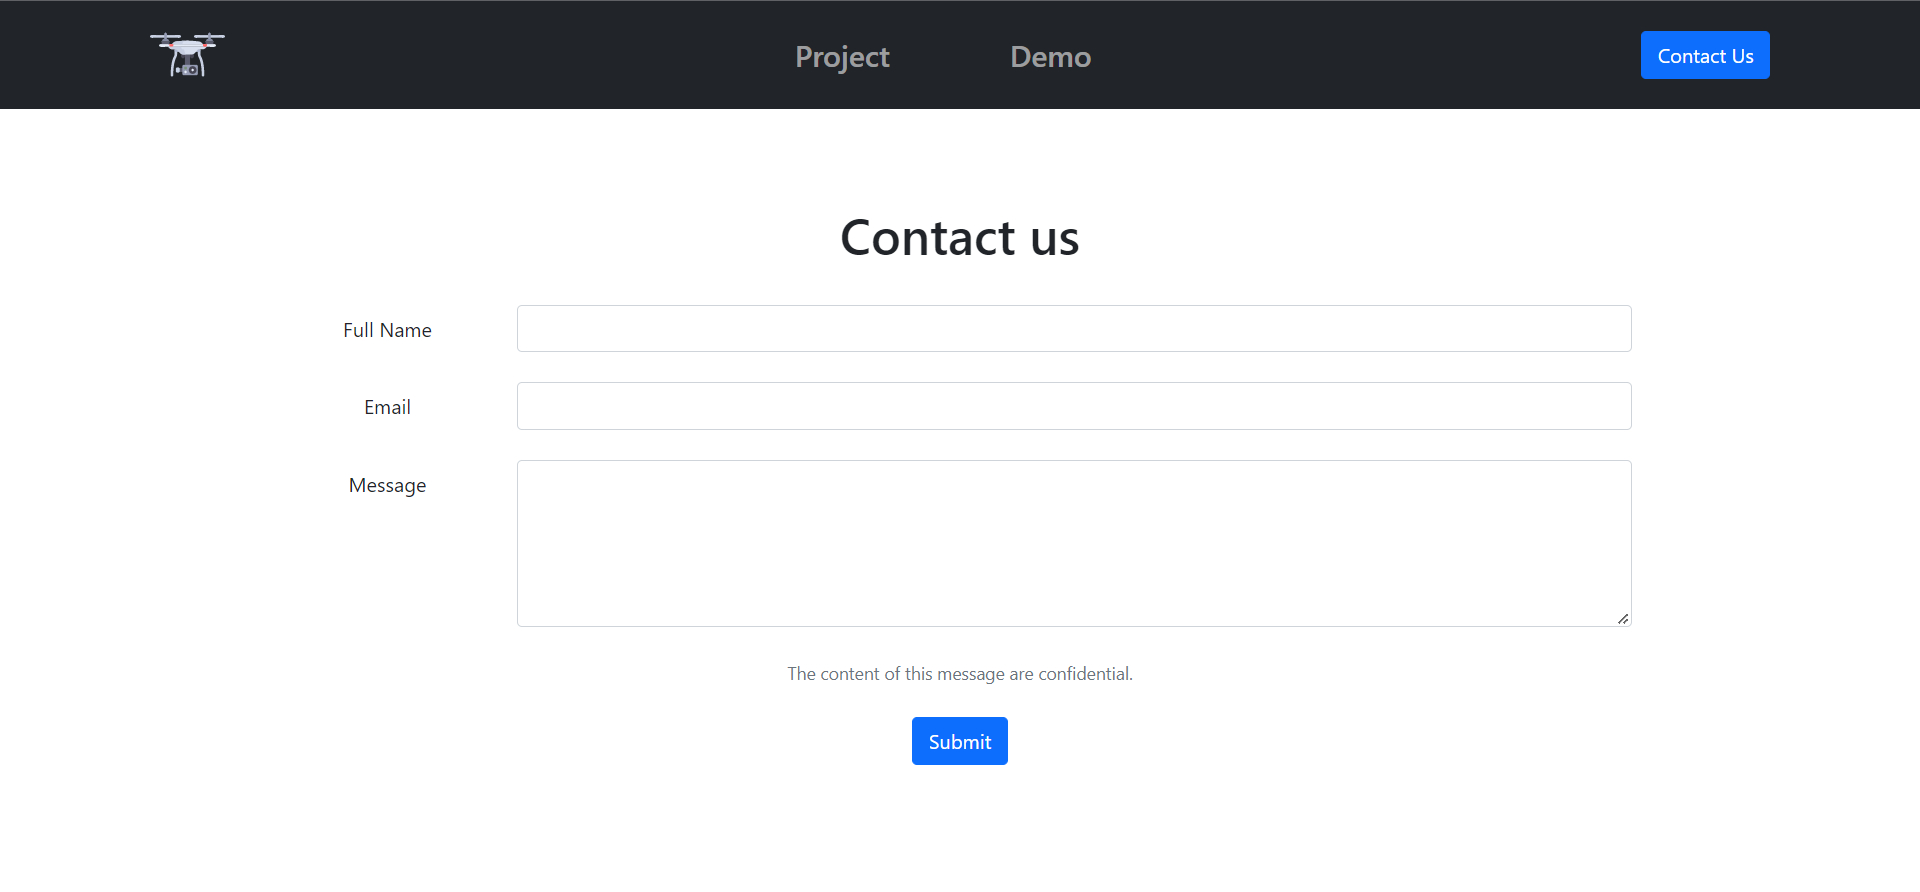 Project
Demo
Contact Us
Contact us
Full Name
Email
Message
The content of this message are confidential.
Submit